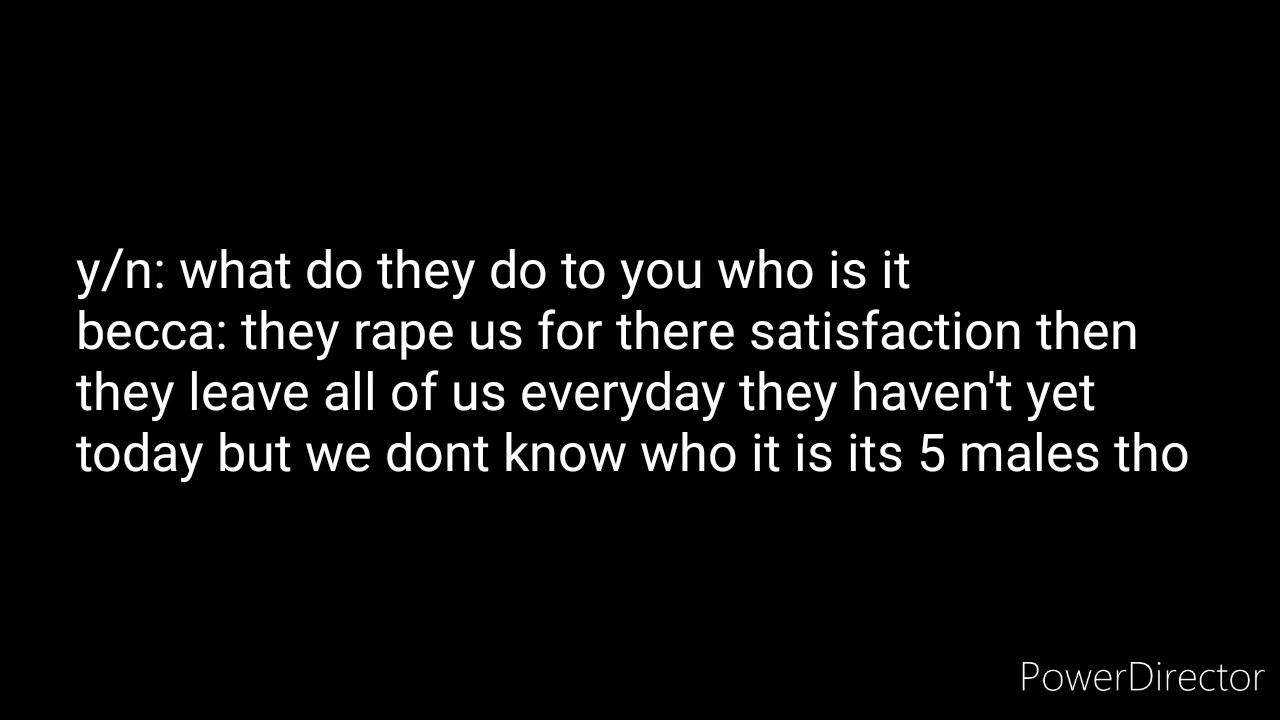 y/n: what do they do to you who is it
becca: they rape us for there satisfaction then
they leave all of us everyday they haven't yet
today but we dont know who it is its 5 males tho
PowerDirector